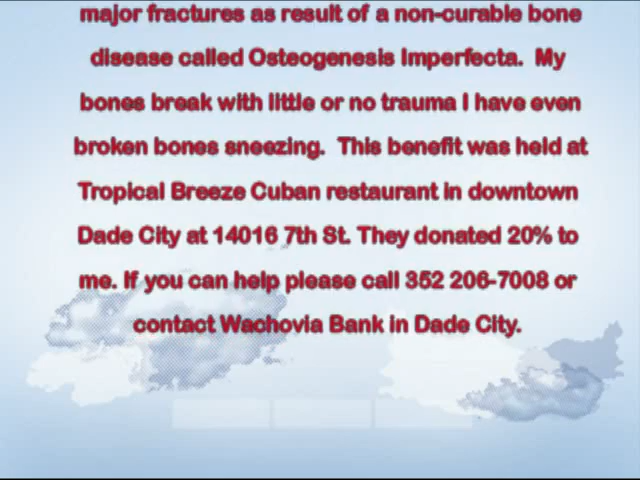 major fractures as result of a non-curable bone
disease called Osteogenesis Imperfecta.  My
bones break with little or no trauma I have even
broken bones sneezing.  This benefit was held at
Tropical Breeze Cuban restaurant in downtown
Dade City at 14016 7th St. They donated 20% to
me. If you can help please call 352 206-7008 or
contact Wachovia Bank in Dade City.